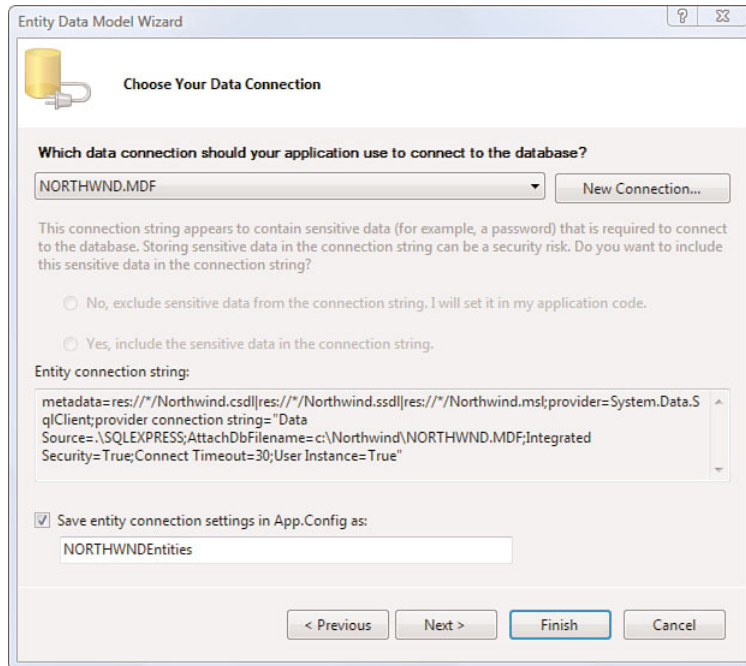 Entity Data Model Wizard
Choose Your Data Connection
Which data connection should your application use to connect to the database?
NORTHWND.MDF
New Connection...
This connection string appears to contain sensitive data (for example, a password) that is required to connect
to the database. Storing sensitive data in the connection string can be a security risk. Do you want to include
this sensitive data in the connection string?
No, exclude sensitive data from the connection string. I will set it in my application code.
Yes, include the sensitive data in the connection string.
Entity connection string:
metadata=res://*/Northwind.csdl|res://*/Northwind.ssdl|res://*/Northwind.msl;provider=System.Data.S
qlClient;provider connection string="Data
Source=.\SQLEXPRESS;AttachDbFilename=c:\Northwind\NORTHWND.MDF;Integrated
Security=True;Connect Timeout=30;User Instance=True"
Save entity connection settings in App.Config as:
NORTHWNDEntities
< Previous
Next >
Finish
Cancel